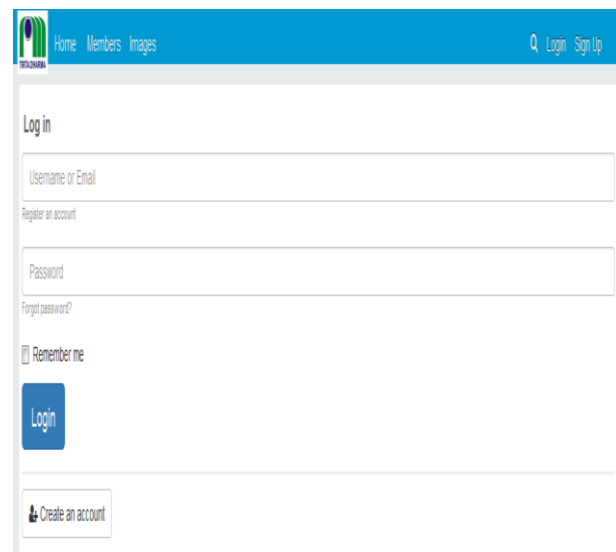 TIRTA DHARMA
Home Members Images
Login Sign Up
Log in
Username or Email
Register an account
Password
Forgot password?
Remember me
Login
Create an account